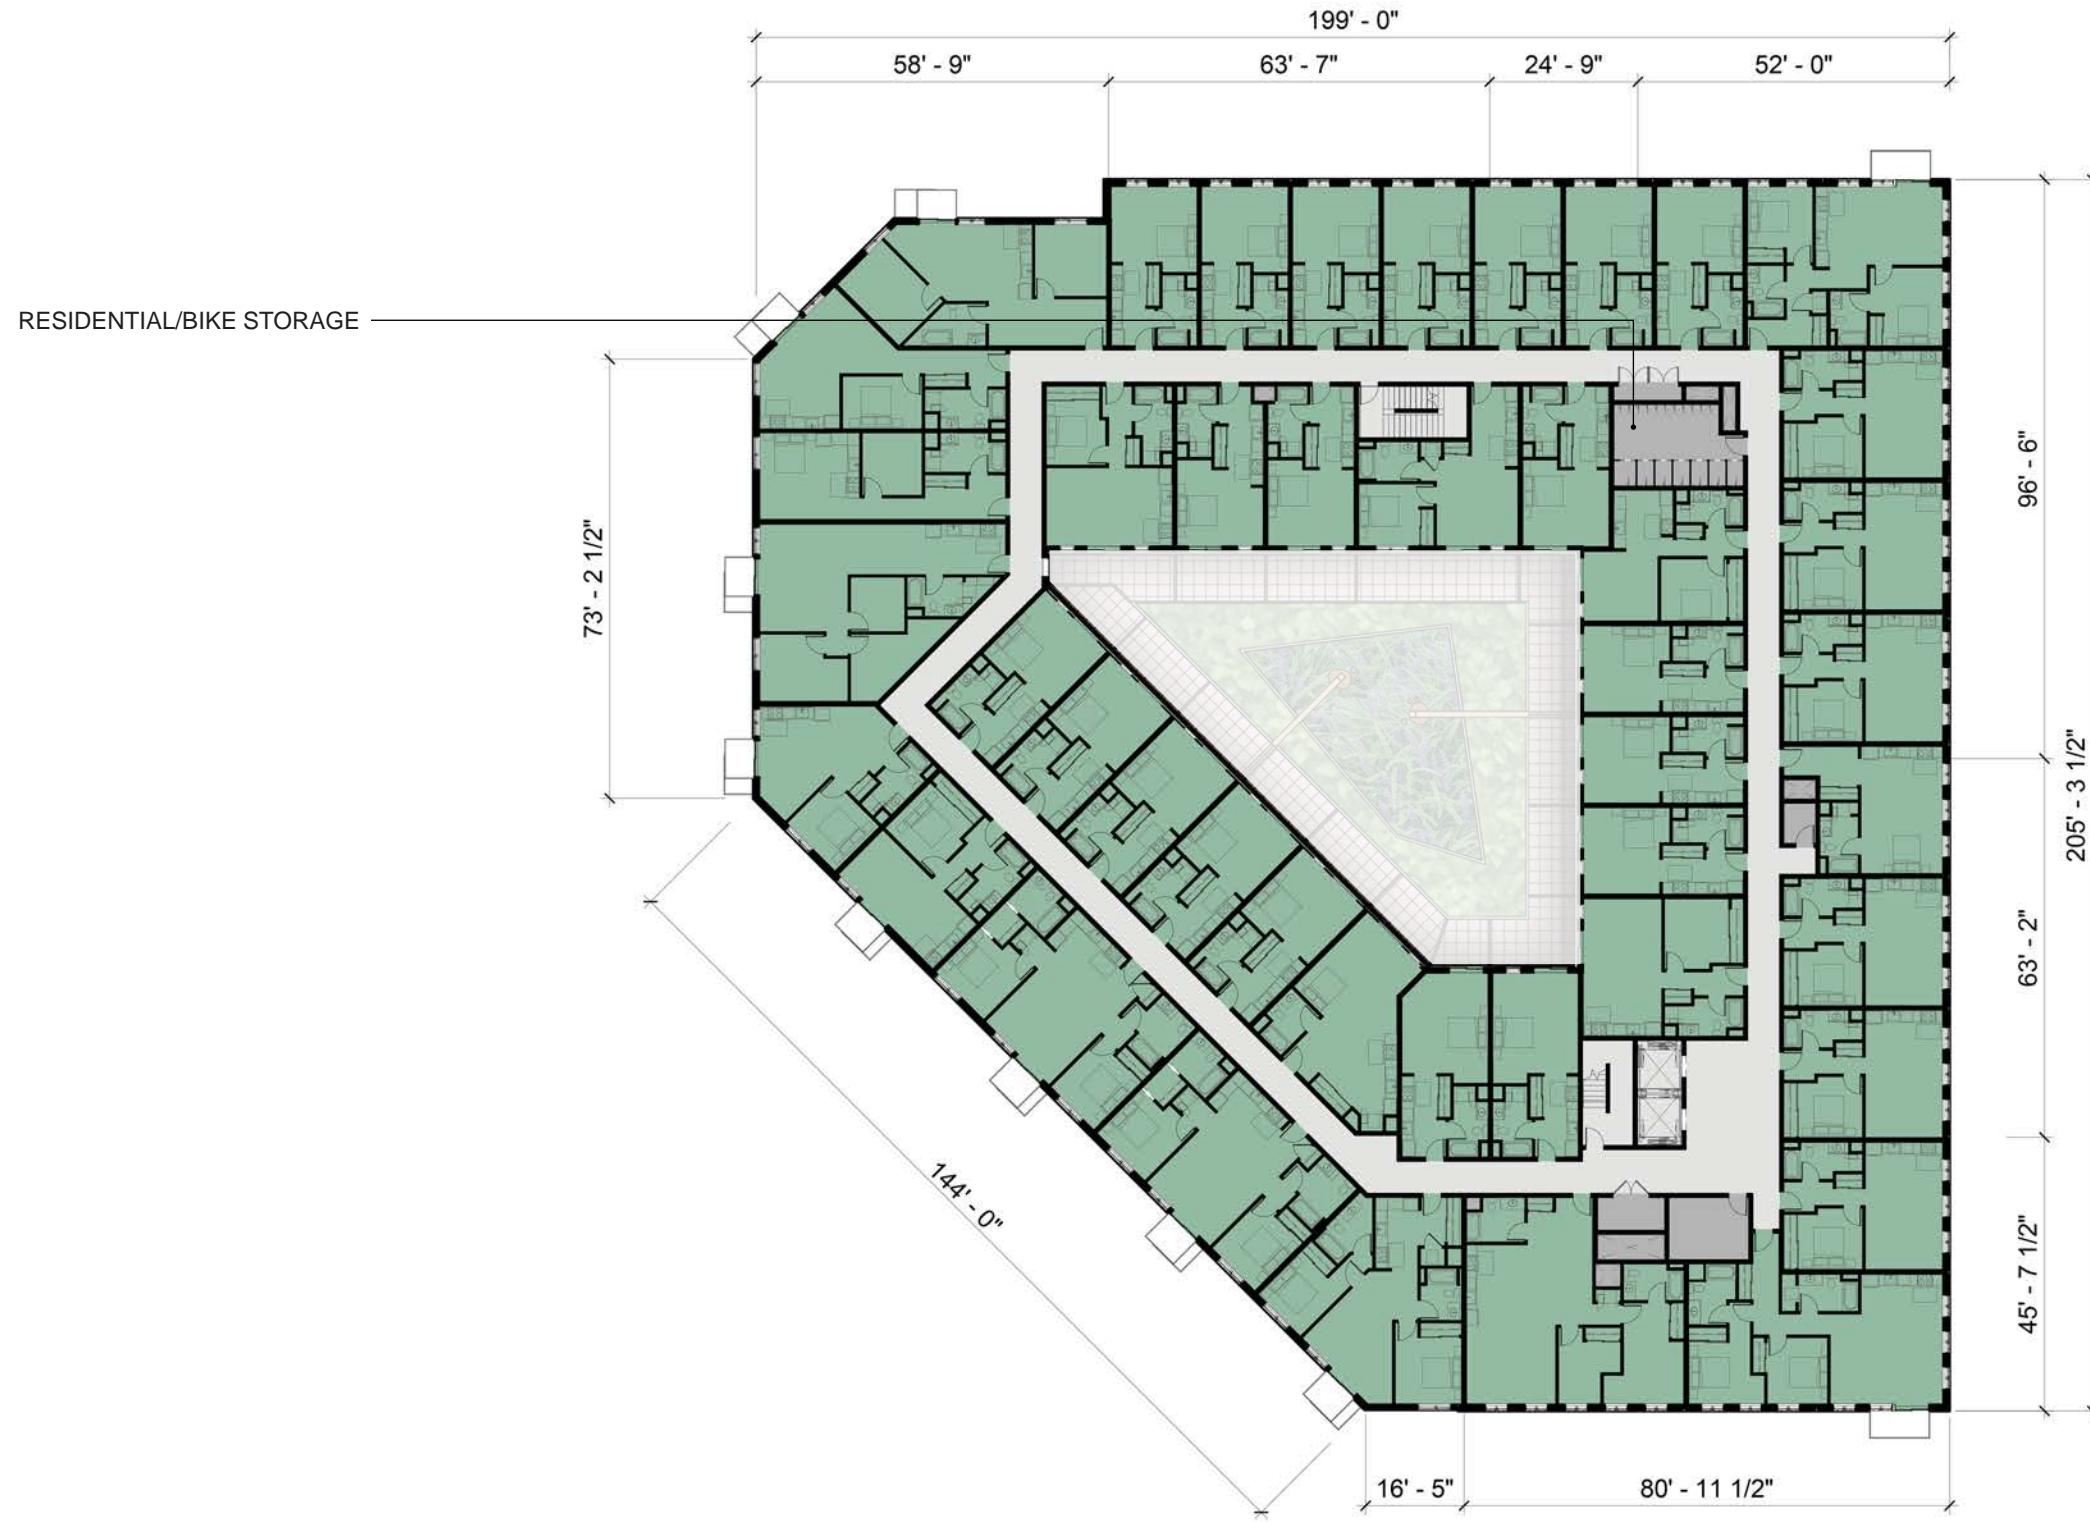 199' - 0"
58' - 9"
63' - 7"
24' - 9"
52' - 0"
RESIDENTIAL/BIKE STORAGE
96' - 6"
73' - 2 1/2"
205' - 3 1/2"
63' - 2"
144' - 0"
45' - 7 1/2"
16' - 5"
80' - 11 1/2"